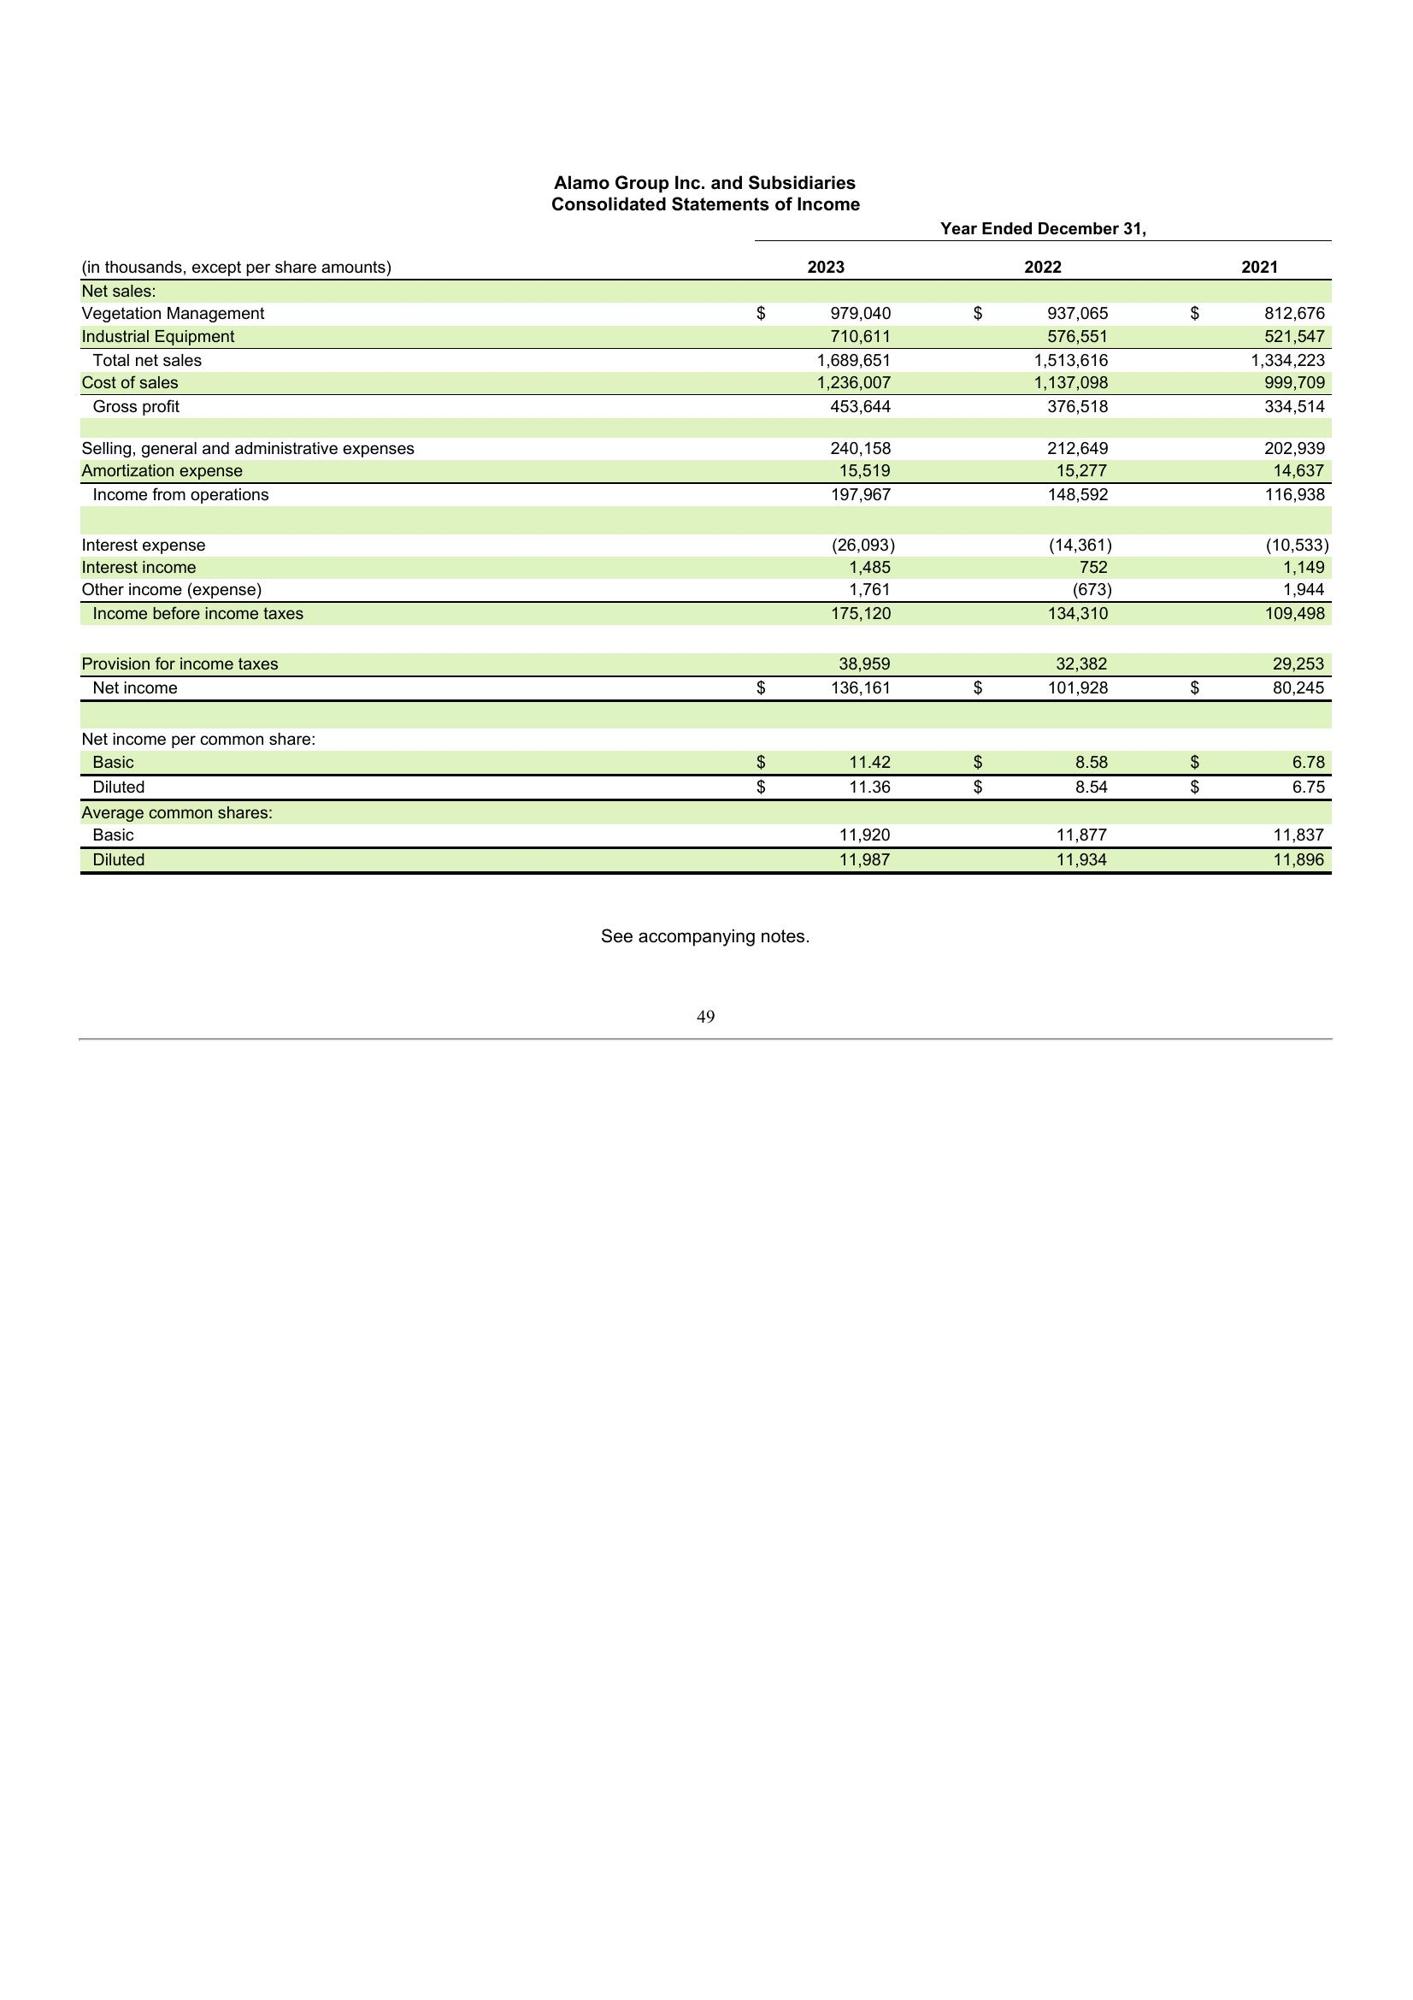 Alamo Group Inc. and Subsidiaries
Consolidated Statements of Income
Year Ended December 31,
(in thousands, except per share amounts) 2023 2022 2021
Net sales:
Vegetation Management $ 979,040 $ 937,065 $ 812,676
Industrial Equipment 710,611 576,551 521,547
Total net sales 1,689,651 1,513,616 1,334,223
Cost of sales 1,236,007 1,137,098 999,709
Gross profit 453,644 376,518 334,514
Selling, general and administrative expenses 240,158 212,649 202,939
Amortization expense 15,519 15,277 14,637
Income from operations 197,967 148,592 116,938
Interest expense (26,093) (14,361) (10,533)
Interest income 1,485 752 1,149
Other income (expense) 1,761 (673) 1,944
Income before income taxes 175,120 134,310 109,498
Provision for income taxes 38,959 32,382 29,253
Net income $ 136,161 $ 101,928 $ 80,245
Net income per common share:
Basic $ 11.42 $ 8.58 $ 6.78
Diluted $ 11.36 $ 8.54 $ 6.75
Average common shares:
Basic 11,920 11,877 11,837
Diluted 11,987 11,934 11,896
See accompanying notes.
49